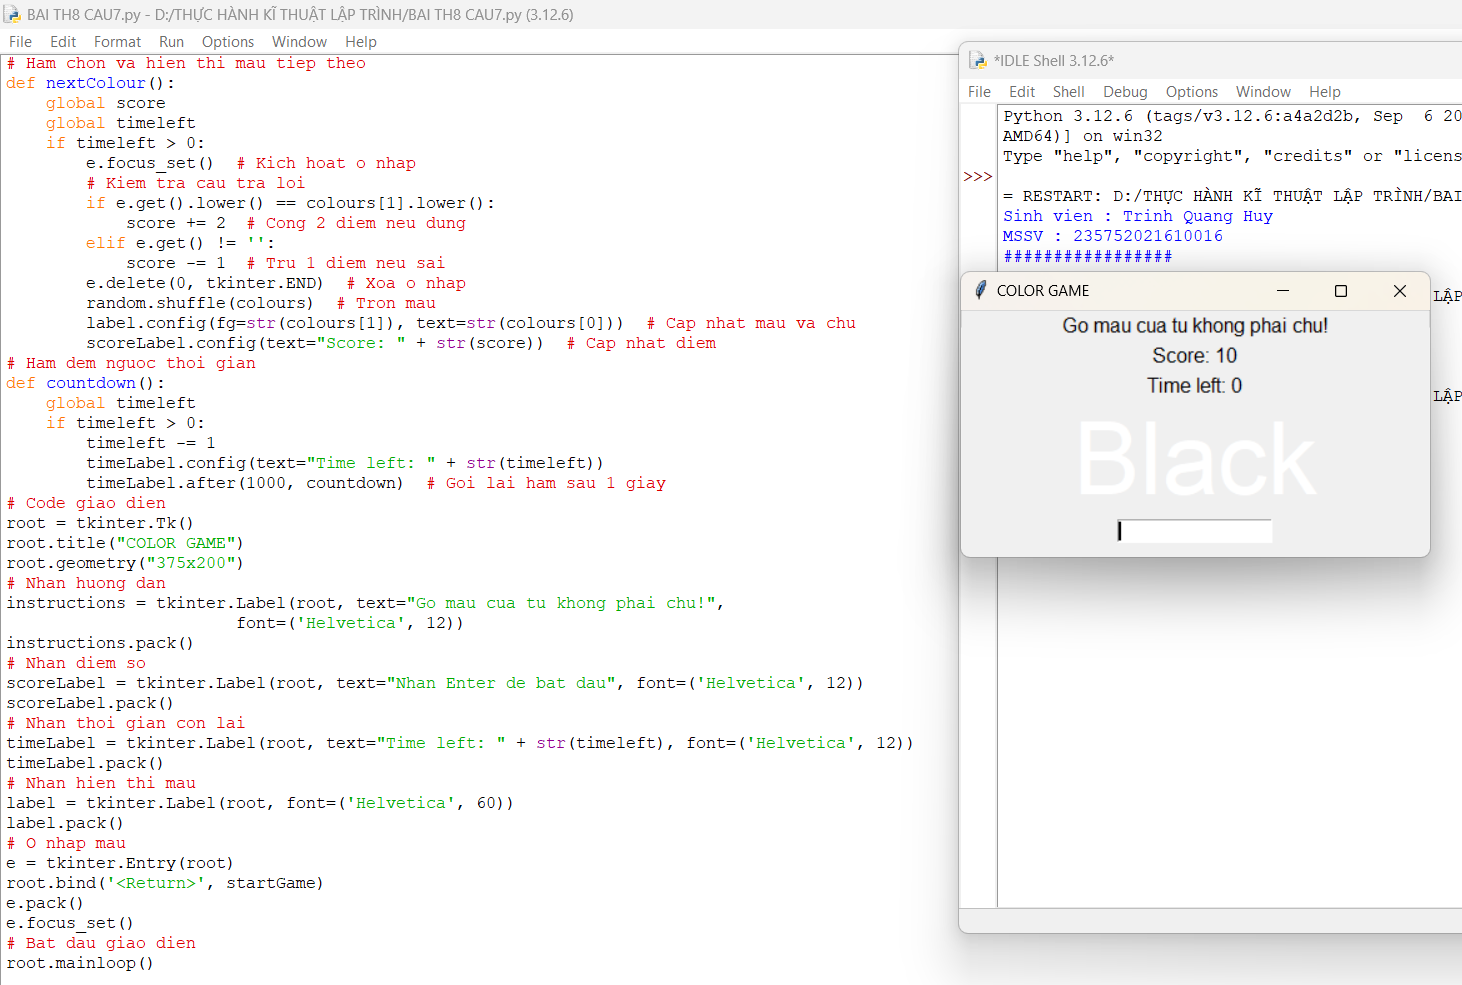 BAI TH8 CAU7.py - D:/THỰC HÀNH KĨ THUẬT LẬP TRÌNH/BAI TH8 CAU7.py (3.12.6)
File Edit Format Run Options Window Help
# Ham chon va hien thi mau tiep theo
def nextColour():
    global score
    global timeleft
    if timeleft > 0:
        e.focus_set()  # Kich hoat o nhap
        # Kiem tra cau tra loi
        if e.get().lower() == colours[1].lower():
            score += 2  # Cong 2 diem neu dung
        elif e.get() != '':
            score -= 1  # Tru 1 diem neu sai
        e.delete(0, tkinter.END)  # Xoa o nhap
        random.shuffle(colours)  # Tron mau
        label.config(fg=str(colours[1]), text=str(colours[0]))  # Cap nhat mau va chu
        scoreLabel.config(text="Score: " + str(score))  # Cap nhat diem
# Ham dem nguoc thoi gian
def countdown():
    global timeleft
    if timeleft > 0:
        timeleft -= 1
        timeLabel.config(text="Time left: " + str(timeleft))
        timeLabel.after(1000, countdown)  # Goi lai ham sau 1 giay
# Code giao dien
root = tkinter.Tk()
root.title("COLOR GAME")
root.geometry("375x200")
# Nhan huong dan
instructions = tkinter.Label(root, text="Go mau cua tu khong phai chu!",
                       font=('Helvetica', 12))
instructions.pack()
# Nhan diem so
scoreLabel = tkinter.Label(root, text="Nhan Enter de bat dau", font=('Helvetica', 12))
scoreLabel.pack()
# Nhan thoi gian con lai
timeLabel = tkinter.Label(root, text="Time left: " + str(timeleft), font=('Helvetica', 12))
timeLabel.pack()
# Nhan hien thi mau
label = tkinter.Label(root, font=('Helvetica', 60))
label.pack()
# O nhap mau
e = tkinter.Entry(root)
root.bind('<Return>', startGame)
e.pack()
e.focus_set()
# Bat dau giao dien
root.mainloop()
*IDLE Shell 3.12.6*
File Edit Shell Debug Options Window Help
Python 3.12.6 (tags/v3.12.6:a4a2d2b, Sep  6 20
AMD64)] on win32
Type "help", "copyright", "credits" or "licens
>>>
= RESTART: D:/THỰC HÀNH KĨ THUẬT LẬP TRÌNH/BAI
Sinh vien : Trinh Quang Huy
MSSV : 235752021610016
#################
LẬP
LẬP
COLOR GAME
Go mau cua tu khong phai chu!
Score: 10
Time left: 0
Black